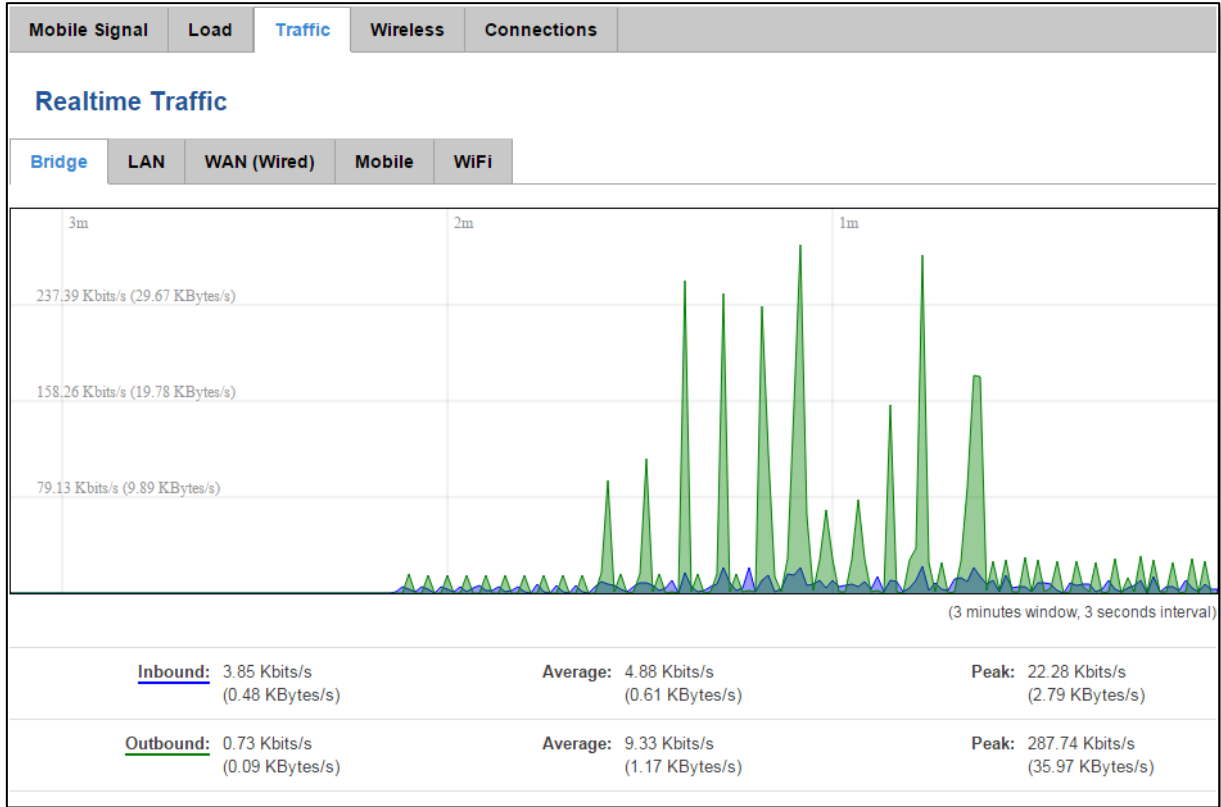 Mobile Signal Load Traffic Wireless Connections
Realtime Traffic
Bridge LAN WAN (Wired) Mobile WiFi
3m 2m 1m
237.39 Kbits/s (29.67 KBytes/s)
158.26 Kbits/s (19.78 KBytes/s)
79.13 Kbits/s (9.89 KBytes/s)
(3 minutes window, 3 seconds interval)
Inbound: 3.85 Kbits/s Average: 4.88 Kbits/s Peak: 22.28 Kbits/s
(0.48 KBytes/s) (0.61 KBytes/s) (2.79 KBytes/s)
Outbound: 0.73 Kbits/s Average: 9.33 Kbits/s Peak: 287.74 Kbits/s
(0.09 KBytes/s) (1.17 KBytes/s) (35.97 KBytes/s)